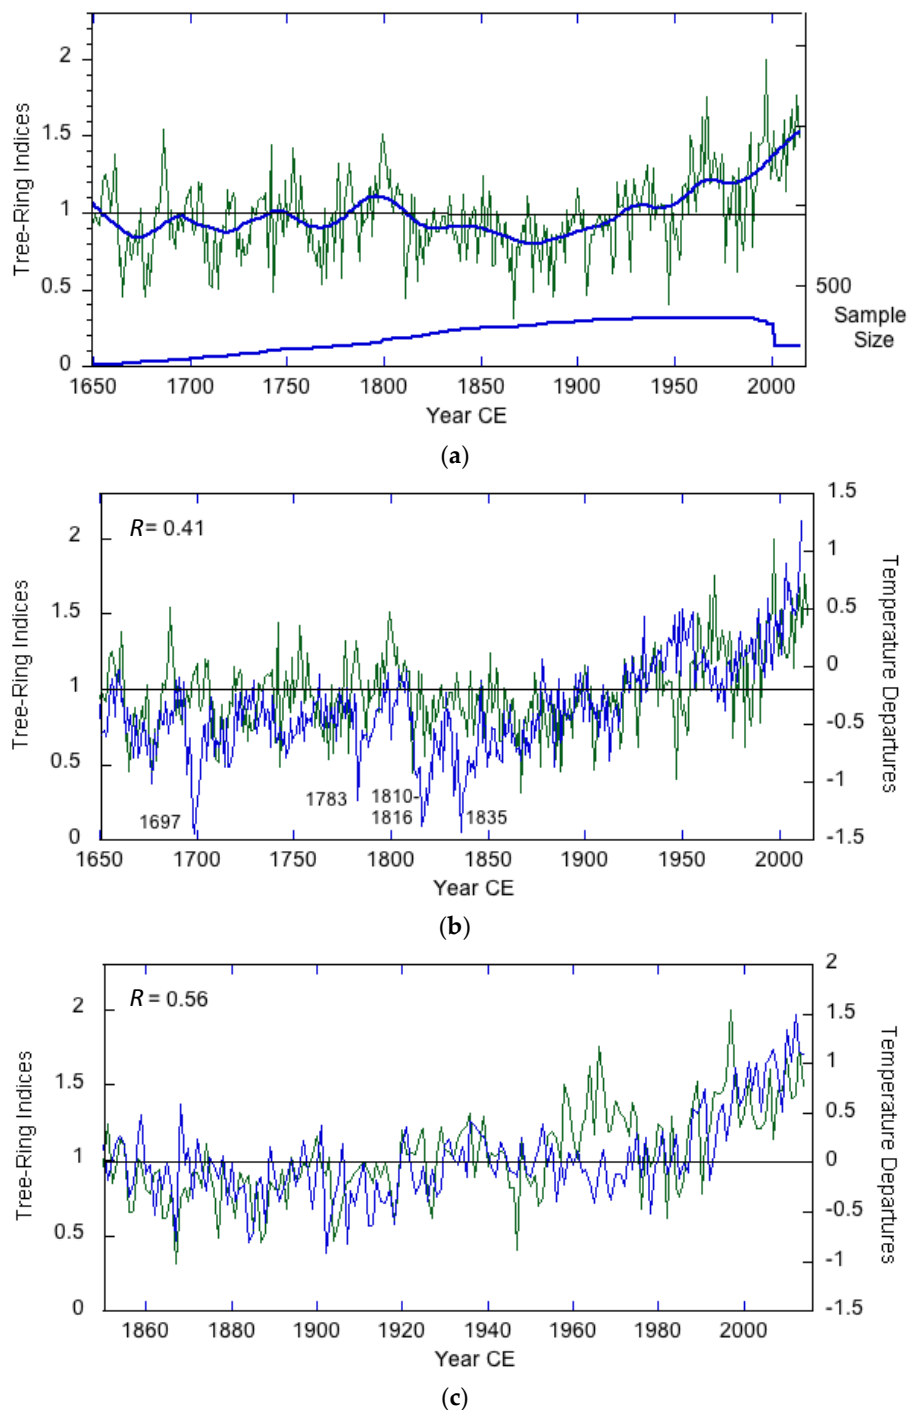 (a)
Tree-Ring Indices
2
1.5
1
0.5
0
500
Sample
Size
1650 1700 1750 1800 1850 1900 1950 2000
Year CE
(a)
R = 0.41
Tree-Ring Indices
2
1.5
1
0.5
0
1.5
1
0.5
0
-0.5
-1
-1.5
Temperature Departures
1697
1783
1810-
1816
1835
1650 1700 1750 1800 1850 1900 1950 2000
Year CE
(b)
R = 0.56
Tree-Ring Indices
2
1.5
1
0.5
0
2
1.5
1
0.5
0
-0.5
-1
-1.5
Temperature Departures
1860 1880 1900 1920 1940 1960 1980 2000
Year CE
(c)